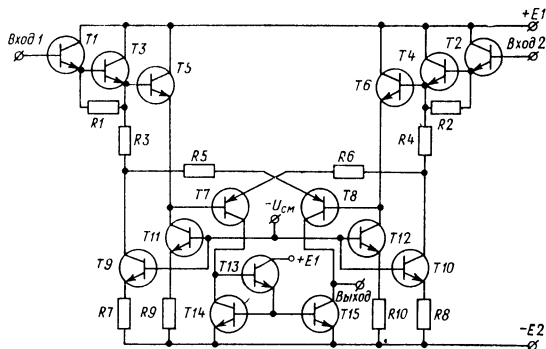 +E1
Вход 1
T1
T3
T5
T6
T4
T2
Вход 2
R1
R2
R3
R4
R5
R6
T7
T8
-Uсм
T9
T11
T12
T10
T13
+E1
Выход
R7
R9
T14
T15
R10
R8
-E2